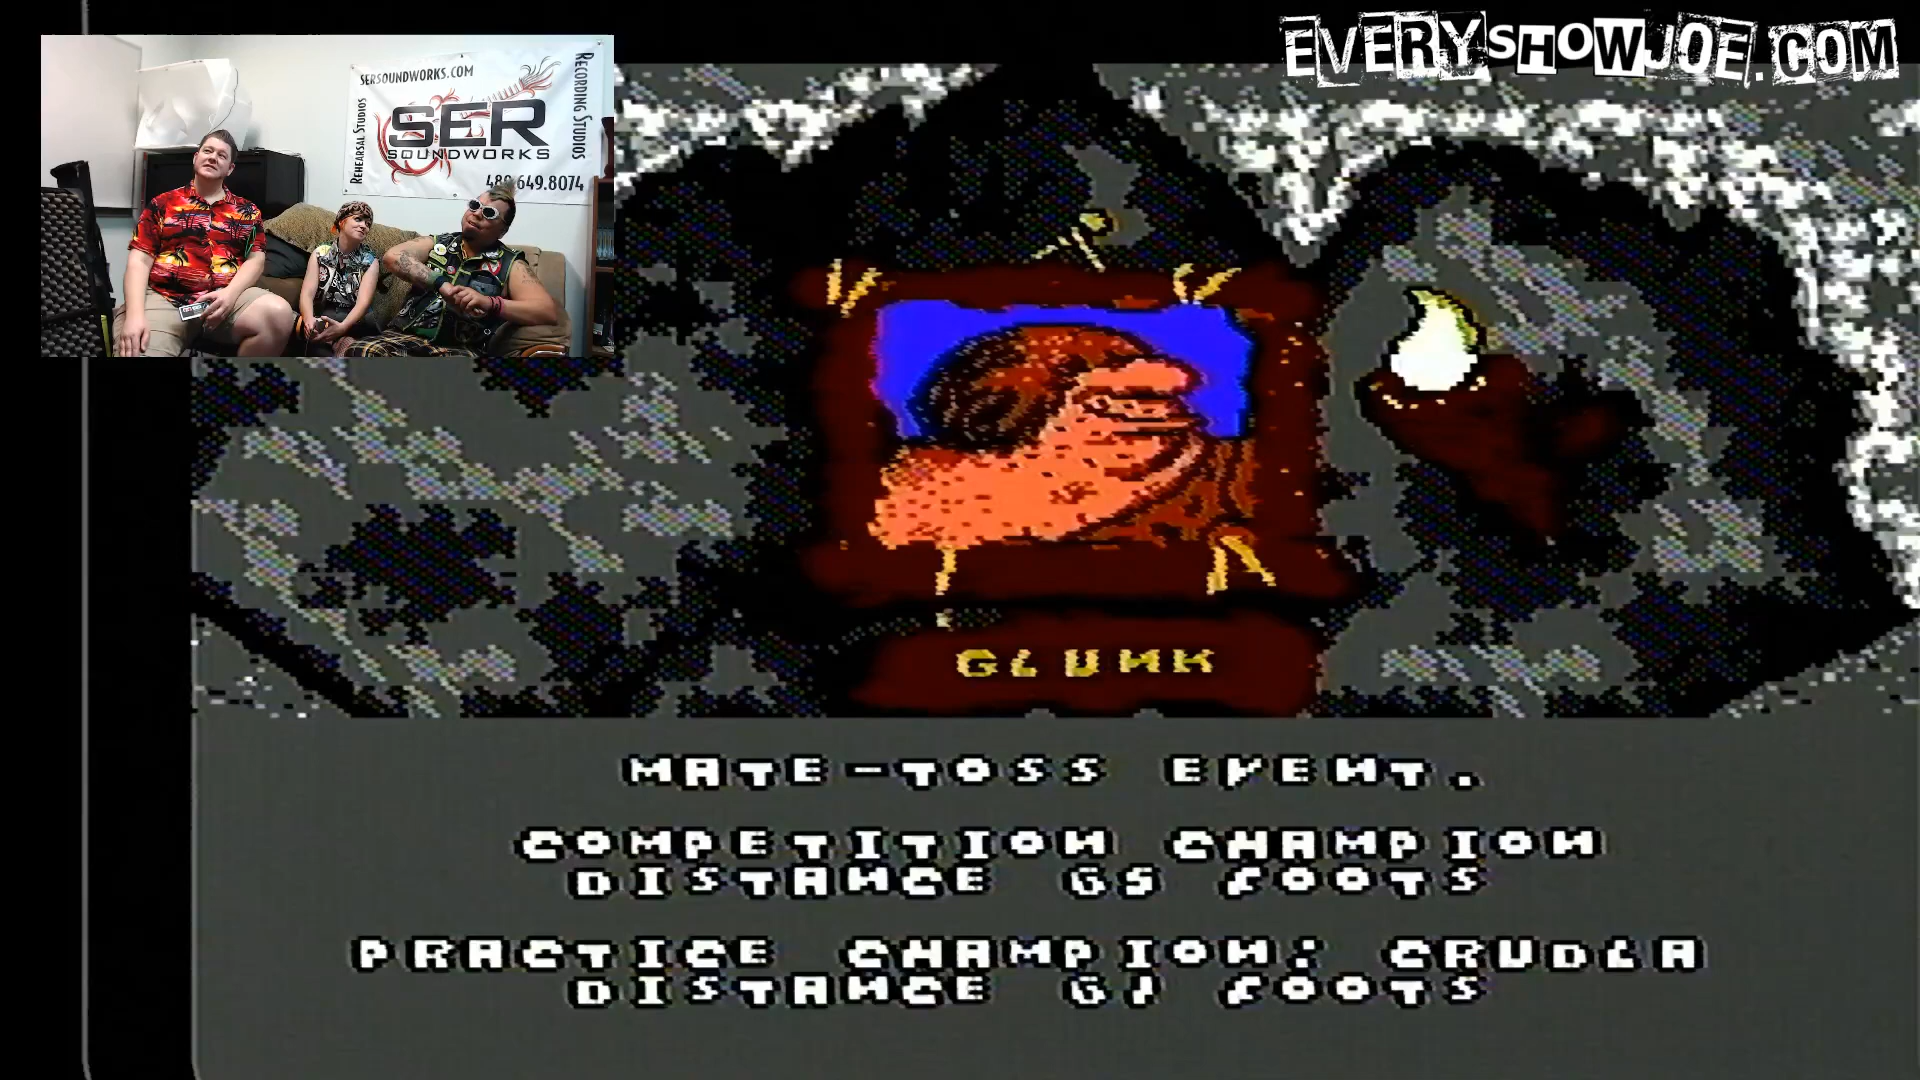 EVERYSHOWJOE.COM
SERSOUNDWORKS.COM
REHEARSAL STUDIOS
RECORDING STUDIOS
SER
SOUNDWORKS
480.649.8074
GLUNK
MATE-TOSS EVENT.
COMPETITION CHAMPION
DISTANCE 65 FOOTS
PRACTICE CHAMPION: CRUDLA
DISTANCE 61 FOOTS